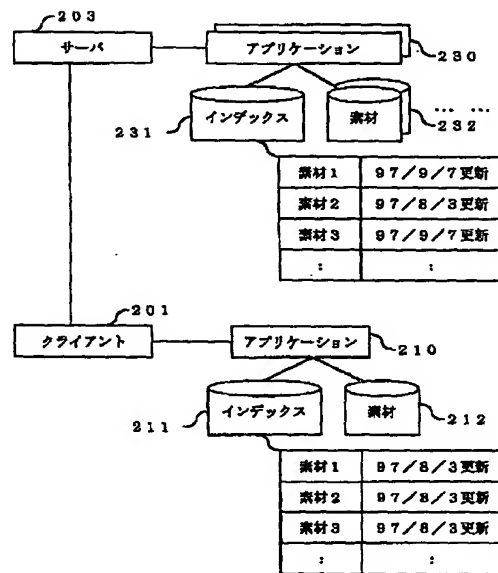 203
サーバ
アプリケーション
230
インデックス
素材
… …
231
232
素材1 97/9/7更新
素材2 97/8/3更新
素材3 97/9/7更新
: :
201
クライアント
アプリケーション
210
インデックス
素材
211
212
素材1 97/8/3更新
素材2 97/8/3更新
素材3 97/8/3更新
: :